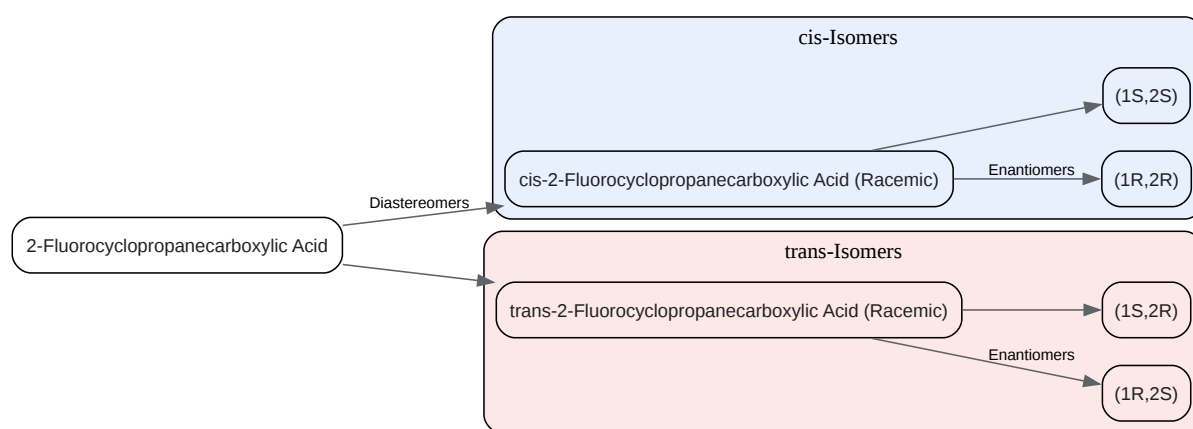 cis-Isomers
(1S,2S)
cis-2-Fluorocyclopropanecarboxylic Acid (Racemic)
Enantiomers
(1R,2R)
Diastereomers
2-Fluorocyclopropanecarboxylic Acid
trans-Isomers
trans-2-Fluorocyclopropanecarboxylic Acid (Racemic)
(1S,2R)
Enantiomers
(1R,2S)